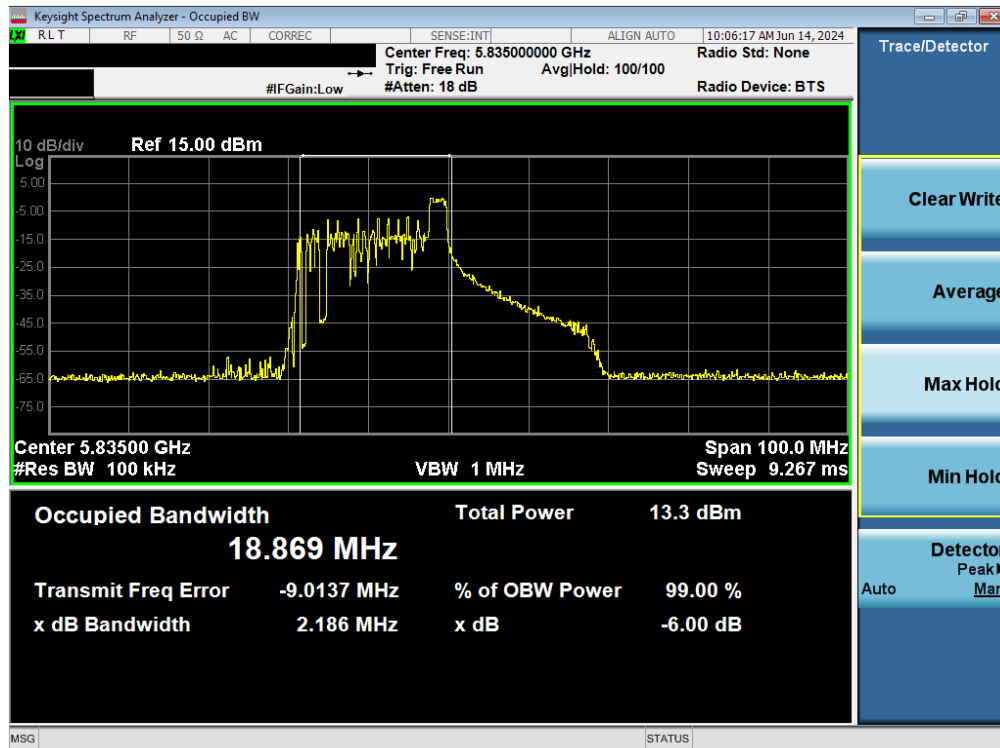 Keysight Spectrum Analyzer - Occupied BW
LXI R L T RF 50 Ω AC CORREC SENSE:INT ALIGN AUTO 10:06:17 AM Jun 14, 2024
Center Freq: 5.835000000 GHz Radio Std: None
Trig: Free Run Avg|Hold: 100/100
#IFGain:Low #Atten: 18 dB Radio Device: BTS
Trace/Detector
10 dB/div Ref 15.00 dBm
Log
5.00
-5.00
-15.0
-25.0
-35.0
-45.0
-55.0
-65.0
-75.0
Center 5.83500 GHz Span 100.0 MHz
#Res BW 100 kHz VBW 1 MHz Sweep 9.267 ms
Occupied Bandwidth Total Power 13.3 dBm
18.869 MHz
Transmit Freq Error -9.0137 MHz % of OBW Power 99.00 %
x dB Bandwidth 2.186 MHz x dB -6.00 dB
Clear Write
Average
Max Hold
Min Hold
Detector
Peak
Auto Man
MSG STATUS